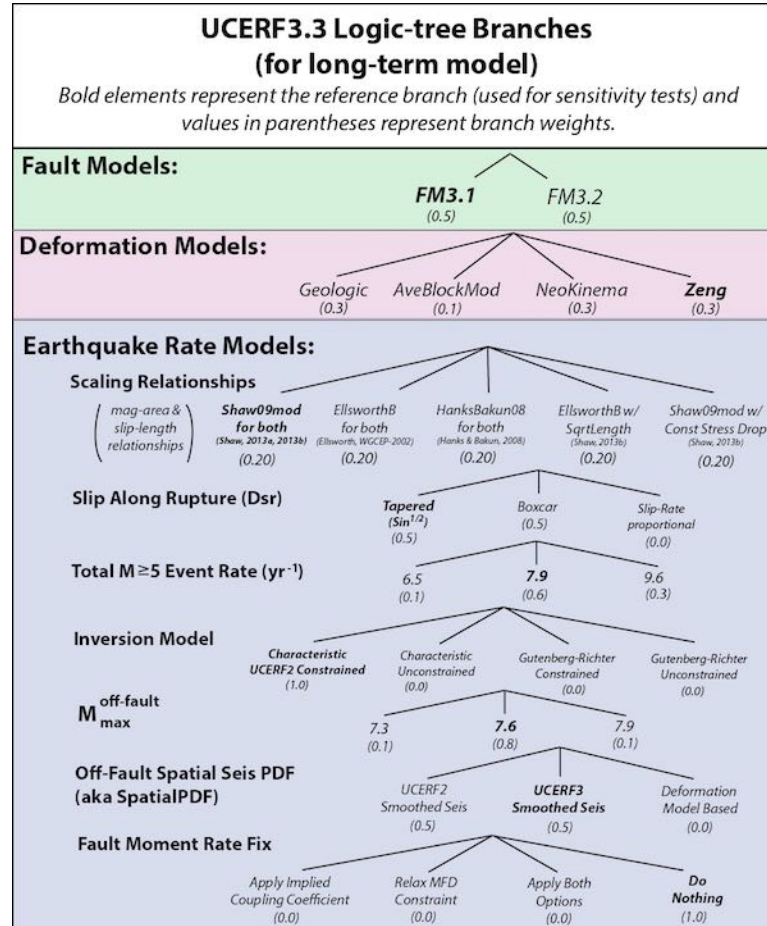 UCERF3.3 Logic-tree Branches
(for long-term model)
Bold elements represent the reference branch (used for sensitivity tests) and
values in parentheses represent branch weights.
Fault Models:
FM3.1 FM3.2
(0.5) (0.5)
Deformation Models:
Geologic AveBlockMod NeoKinema Zeng
(0.3) (0.1) (0.3) (0.3)
Earthquake Rate Models:
Scaling Relationships
(mag-area &
slip-length
relationships)
Shaw09mod
for both
(Shaw, 2013a, 2013b)
(0.20)
EllsworthB
for both
(Ellsworth, WGCEP-2002)
(0.20)
HanksBakun08
for both
(Hanks & Bakun, 2008)
(0.20)
EllsworthB w/
SqrtLength
(Shaw, 2013b)
(0.20)
Shaw09mod w/
Const Stress Drop
(Shaw, 2013b)
(0.20)
Slip Along Rupture (Dsr)
Tapered
(Sin^1/2)
(0.5)
Boxcar
(0.5)
Slip-Rate
proportional
(0.0)
Total M≥5 Event Rate (yr^-1)
6.5 7.9 9.6
(0.1) (0.6) (0.3)
Inversion Model
Characteristic
UCERF2 Constrained
(1.0)
Characteristic
Unconstrained
(0.0)
Gutenberg-Richter
Constrained
(0.0)
Gutenberg-Richter
Unconstrained
(0.0)
M max off-fault
7.3 7.6 7.9
(0.1) (0.8) (0.1)
Off-Fault Spatial Seis PDF
(aka SpatialPDF)
UCERF2
Smoothed Seis
(0.5)
UCERF3
Smoothed Seis
(0.5)
Deformation
Model Based
(0.0)
Fault Moment Rate Fix
Apply Implied
Coupling Coefficient
(0.0)
Relax MFD
Constraint
(0.0)
Apply Both
Options
(0.0)
Do
Nothing
(1.0)